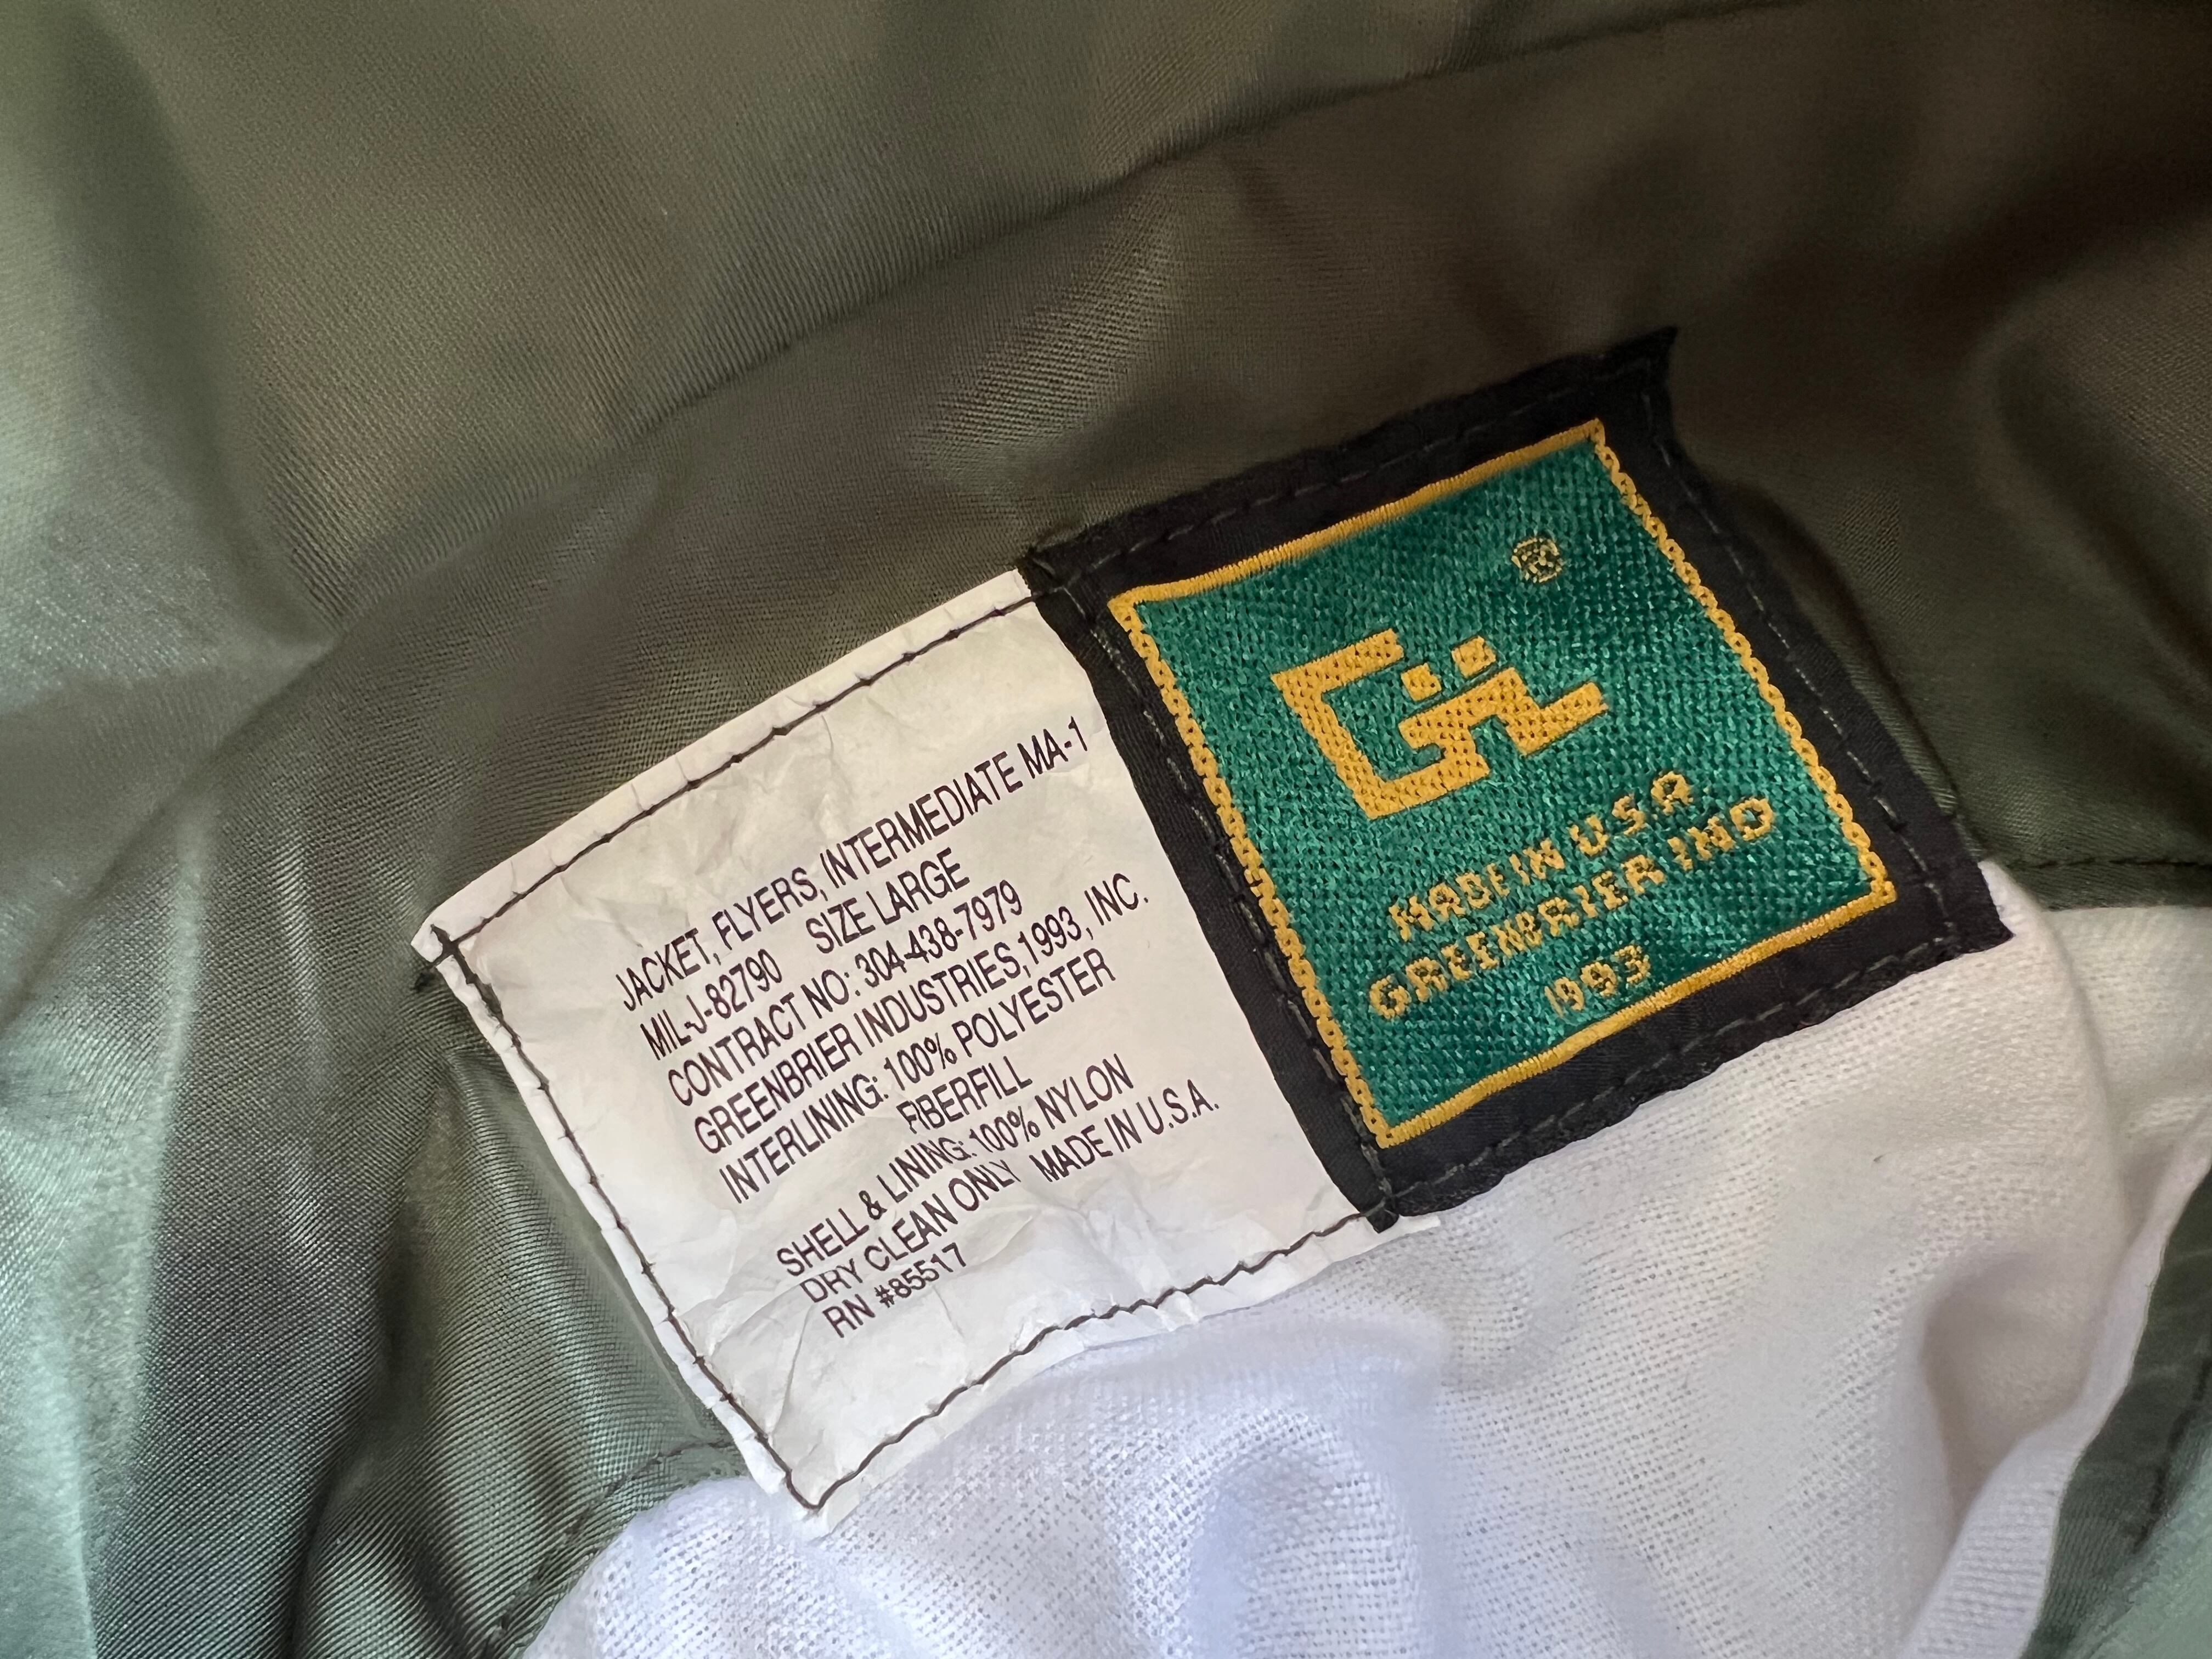 JACKET, FLYERS, INTERMEDIATE MA-1
MIL-J-82790 SIZE LARGE
CONTRACT NO: 304-438-7979
GREENBRIER INDUSTRIES,1993, INC.
INTERLINING: 100% POLYESTER
FIBERFILL
SHELL & LINING: 100% NYLON
DRY CLEAN ONLY MADE IN U.S.A.
RN #85517
®
GI
MADE IN U.S.A
GREENBRIER IND
1993